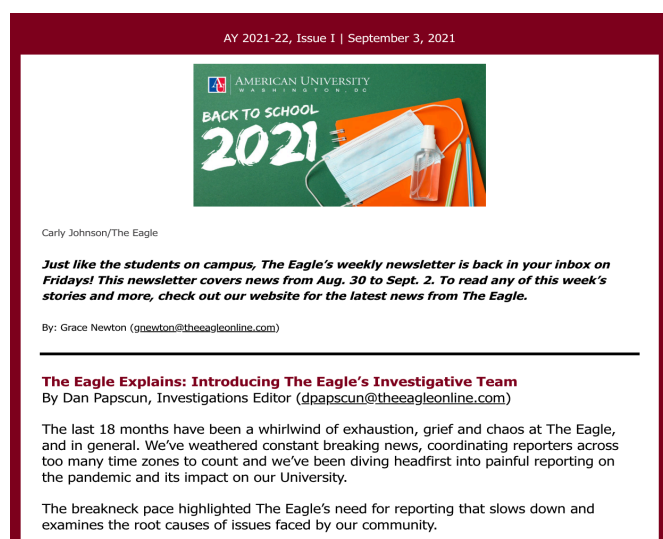 AY 2021-22, Issue I | September 3, 2021
AMERICAN UNIVERSITY
WASHINGTON, DC
BACK TO SCHOOL
2021
Carly Johnson/The Eagle
Just like the students on campus, The Eagle's weekly newsletter is back in your inbox on
Fridays! This newsletter covers news from Aug. 30 to Sept. 2. To read any of this week's
stories and more, check out our website for the latest news from The Eagle.
By: Grace Newton (gnewton@theeagleonline.com)
The Eagle Explains: Introducing The Eagle's Investigative Team
By Dan Papscun, Investigations Editor (dpapscun@theeagleonline.com)
The last 18 months have been a whirlwind of exhaustion, grief and chaos at The Eagle,
and in general. We've weathered constant breaking news, coordinating reporters across
too many time zones to count and we've been diving headfirst into painful reporting on
the pandemic and its impact on our University.
The breakneck pace highlighted The Eagle's need for reporting that slows down and
examines the root causes of issues faced by our community.